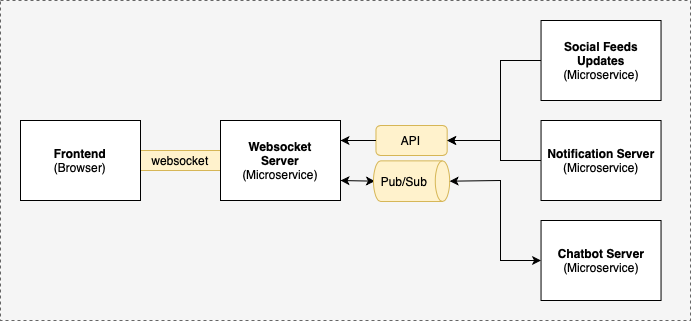 Frontend
(Browser)
websocket
Websocket
Server
(Microservice)
API
Pub/Sub
Social Feeds
Updates
(Microservice)
Notification Server
(Microservice)
Chatbot Server
(Microservice)